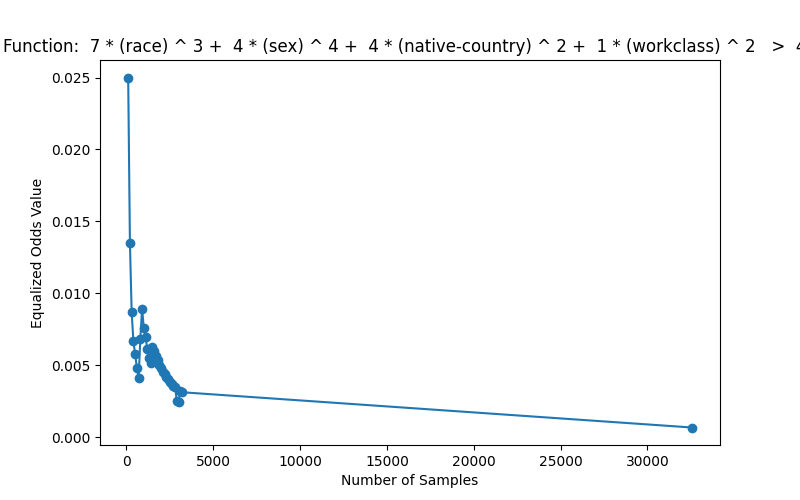 Function:  7 * (race) ^ 3 +  4 * (sex) ^ 4 +  4 * (native-country) ^ 2 +  1 * (workclass) ^ 2   >  4
0.025
0.020
0.015
0.010
0.005
0.000
Equalized Odds Value
0 5000 10000 15000 20000 25000 30000
Number of Samples